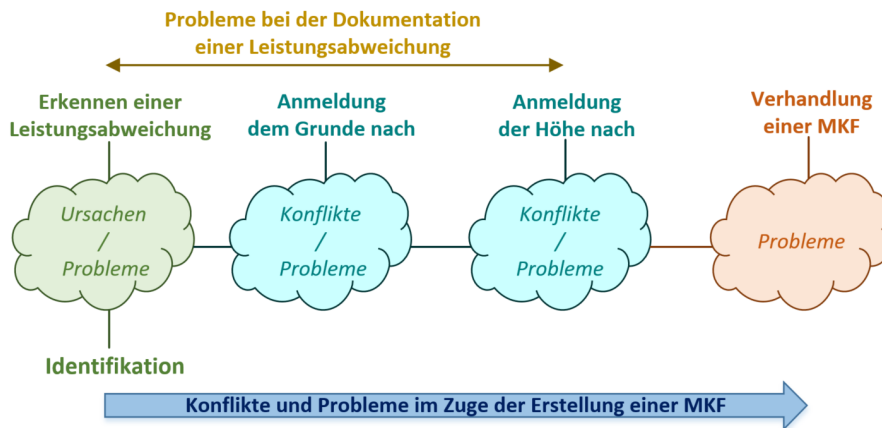 Probleme bei der Dokumentation
einer Leistungsabweichung
Erkennen einer
Leistungsabweichung
Anmeldung
dem Grunde nach
Anmeldung
der Höhe nach
Verhandlung
einer MKF
Ursachen
/
Probleme
Konflikte
/
Probleme
Konflikte
/
Probleme
Probleme
Identifikation
Konflikte und Probleme im Zuge der Erstellung einer MKF